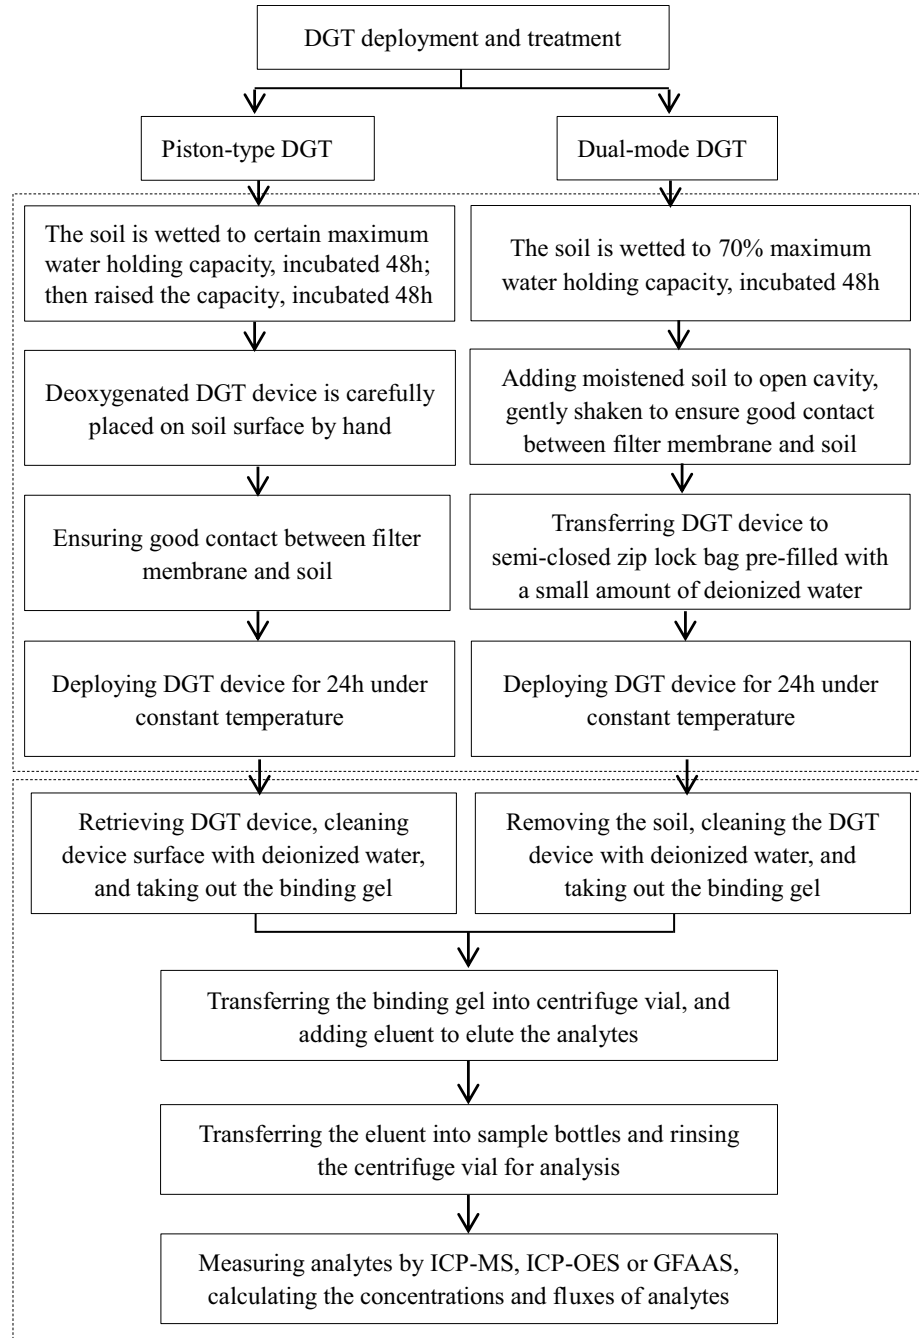 DGT deployment and treatment
Piston-type DGT
Dual-mode DGT
The soil is wetted to certain maximum
water holding capacity, incubated 48h;
then raised the capacity, incubated 48h
The soil is wetted to 70% maximum
water holding capacity, incubated 48h
Deoxygenated DGT device is carefully
placed on soil surface by hand
Adding moistened soil to open cavity,
gently shaken to ensure good contact
between filter membrane and soil
Ensuring good contact between filter
membrane and soil
Transferring DGT device to
semi-closed zip lock bag pre-filled with
a small amount of deionized water
Deploying DGT device for 24h under
constant temperature
Deploying DGT device for 24h under
constant temperature
Retrieving DGT device, cleaning
device surface with deionized water,
and taking out the binding gel
Removing the soil, cleaning the DGT
device with deionized water, and
taking out the binding gel
Transferring the binding gel into centrifuge vial, and
adding eluent to elute the analytes
Transferring the eluent into sample bottles and rinsing
the centrifuge vial for analysis
Measuring analytes by ICP-MS, ICP-OES or GFAAS,
calculating the concentrations and fluxes of analytes